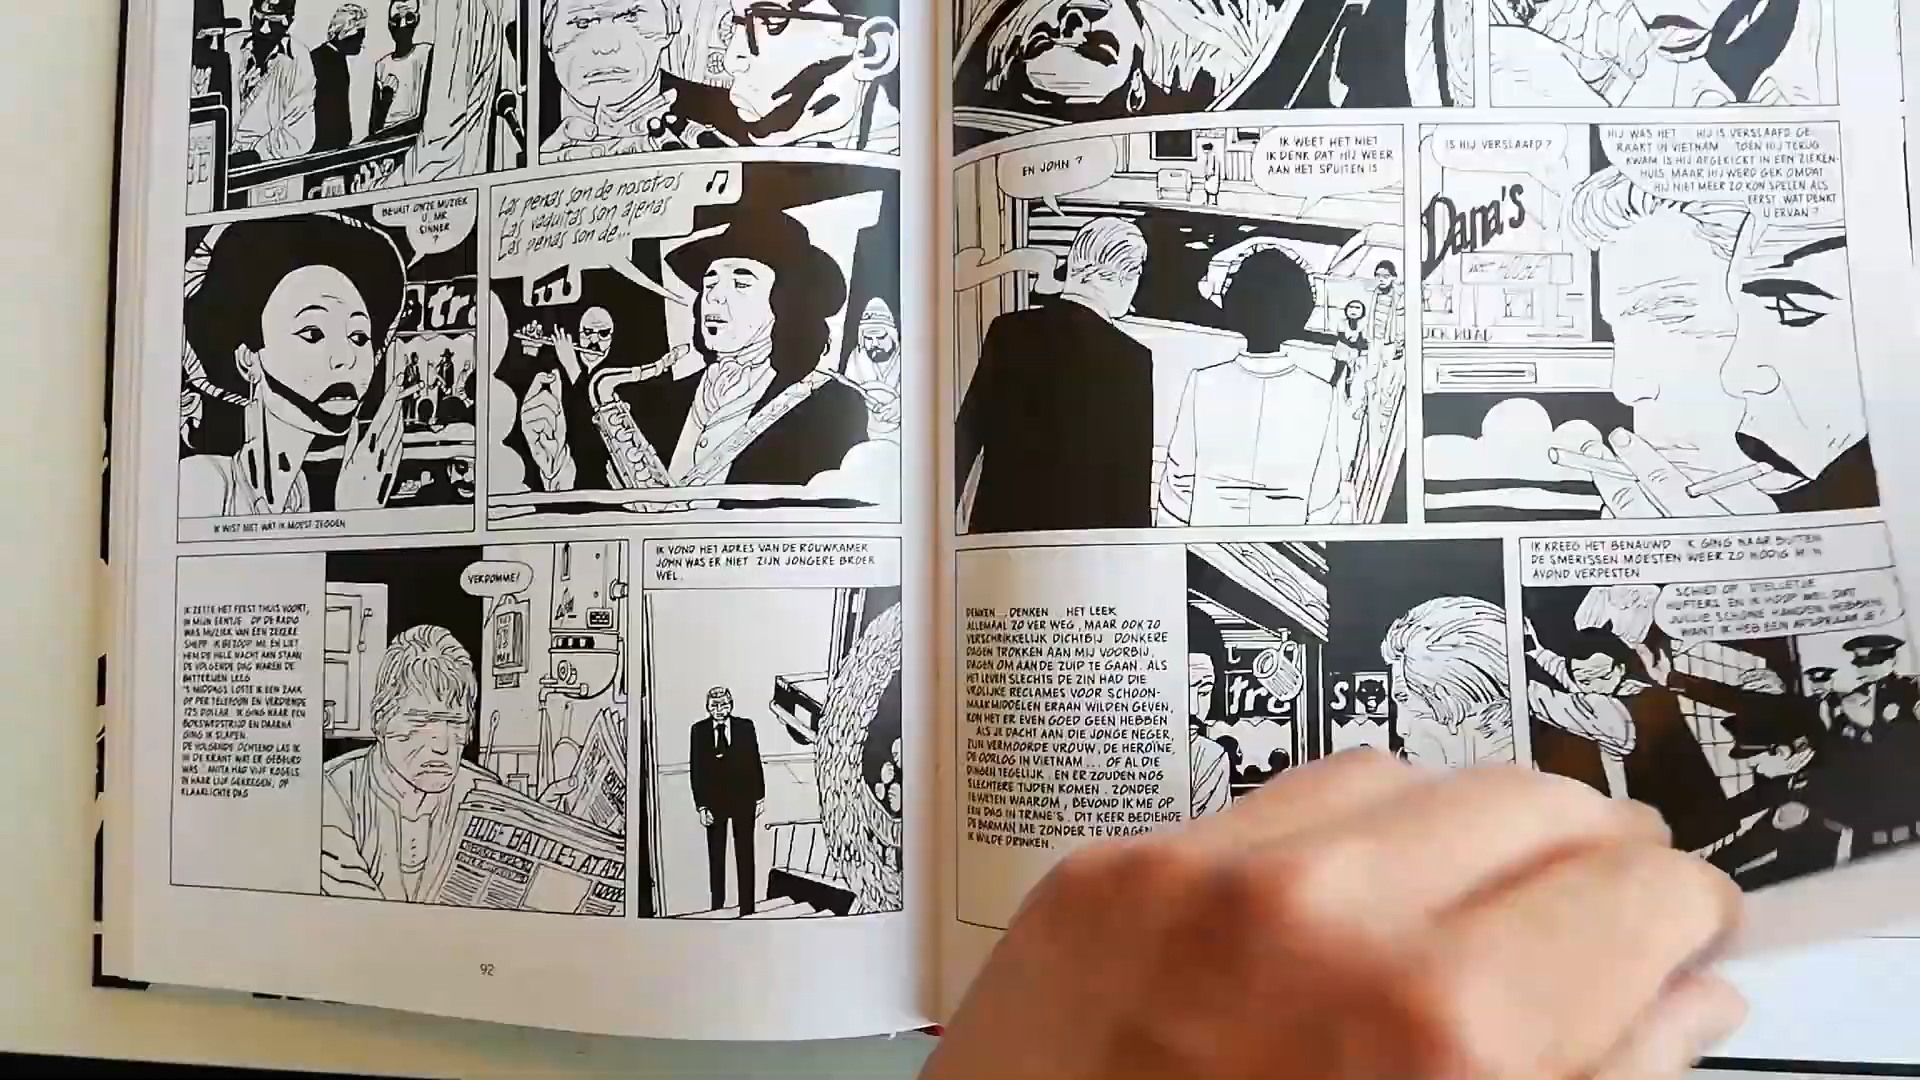 BEVALT ONZE MUZIEK
U, MR.
SINNER
?
tra
IK WIST NIET WAT IK MOEST ZEGGEN
Las penas son de nosotros
Las vaquitas son ajenas
Las penas son de...
IK ZETTE HET FEEST THUIS VOORT,
IN MIJN EENTJE. OP DE RADIO
WAS MUZIEK VAN EEN ZEKERE
SHEPP. IK BEZOOP ME EN LIET
HEM DE HELE NACHT AAN STAAN.
DE VOLGENDE DAG WAREN DE
BATTERIJEN LEEG.
'S MIDDAGS LOSTE IK EEN ZAAK
OP PER TELEFOON EN VERDIENDE
125 DOLLAR. IK GING NAAR EEN
BOKSWEDSTRIJD EN DAARNA
GING IK SLAPEN.
DE VOLGENDE OCHTEND LAS IK
IN DE KRANT WAT ER GEBEURD
WAS. ANITA HAD VIJF KOGELS
IN HAAR LIJF GEKREGEN, OP
KLAARLICHTE DAG
VERDOMME!
HUGE BATTLES AT
IK VOND HET ADRES VAN DE ROUWKAMER
JOHN WAS ER NIET ZIJN JONGERE BROER
WEL.
92
EN JOHN ?
IK WEET HET NIET
IK DENK DAT HIJ WEER
AAN HET SPUITEN IS
IS HIJ VERSLAAFD ?
HIJ WAS HET... HIJ IS VERSLAAFD GE-
RAAKT IN VIETNAM. TOEN HIJ TERUG
KWAM IS HIJ AFGEKICKT IN EEN ZIEKEN-
HUIS. MAAR HIJ WERD GEK OMDAT
HIJ NIET MEER ZO KON SPELEN ALS
EERST. WAT DENKT
U ERVAN ?
Dana's
DENKEN... DENKEN... HET LEEK
ALLEMAAL ZO VER WEG, MAAR OOK ZO
VERSCHRIKKELIJK DICHTBIJ. DONKERE
DAGEN TROKKEN AAN MIJ VOORBIJ,
DAGEN OM AAN DE ZUIP TE GAAN. ALS
HET LEVEN SLECHTS DE ZIN HAD DIE
VROLIJKE RECLAMES VOOR SCHOON-
MAAKMIDDELEN ERAAN WILDEN GEVEN,
KON HET ER EVEN GOED GEEN HEBBEN
ALS JE DACHT AAN DIE JONGE NEGER,
ZIJN VERMOORDE VROUW, DE HEROÏNE,
DE OORLOG IN VIETNAM... OF AL DIE
DINGEN TEGELIJK. EN ER ZOUDEN NOG
SLECHTERE TIJDEN KOMEN. ZONDER
TE WETEN WAAROM, BEVOND IK ME OP
EEN DAG IN TRANE'S. DIT KEER BEDIENDE
DE BARMAN ME ZONDER TE VRAGEN
IK WILDE DRINKEN.
tra
s
IK KREEG HET BENAUWD IK GING NAAR BUITEN
DE SMERISSEN MOESTEN WEER ZO NODIG M'N
AVOND VERPESTEN
SCHIET OP, STELLETJE
HUFTERS EN IK HOOP WEL DAT
JULLIE SCHONE HANDEN HEBBEN
WANT IK HEB EEN AFSPRAAKJE